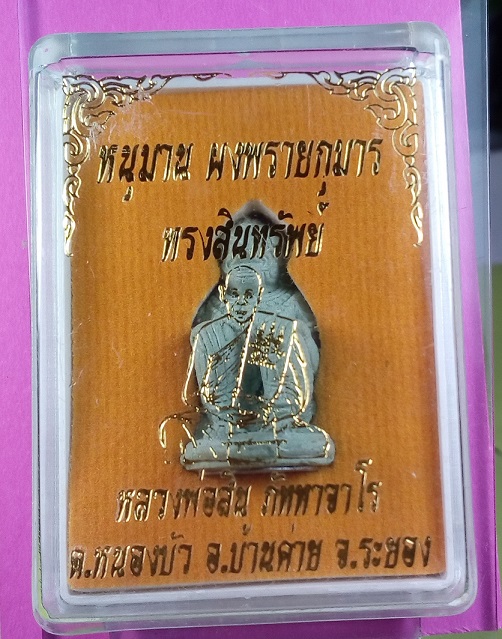 หนุมาน ผงพรายกุมาร
ทรงสินทรัพย์
หลวงพ่อสิน ภททาจาโร
ต.หนองบัว อ.บ้านค่าย จ.ระยอง